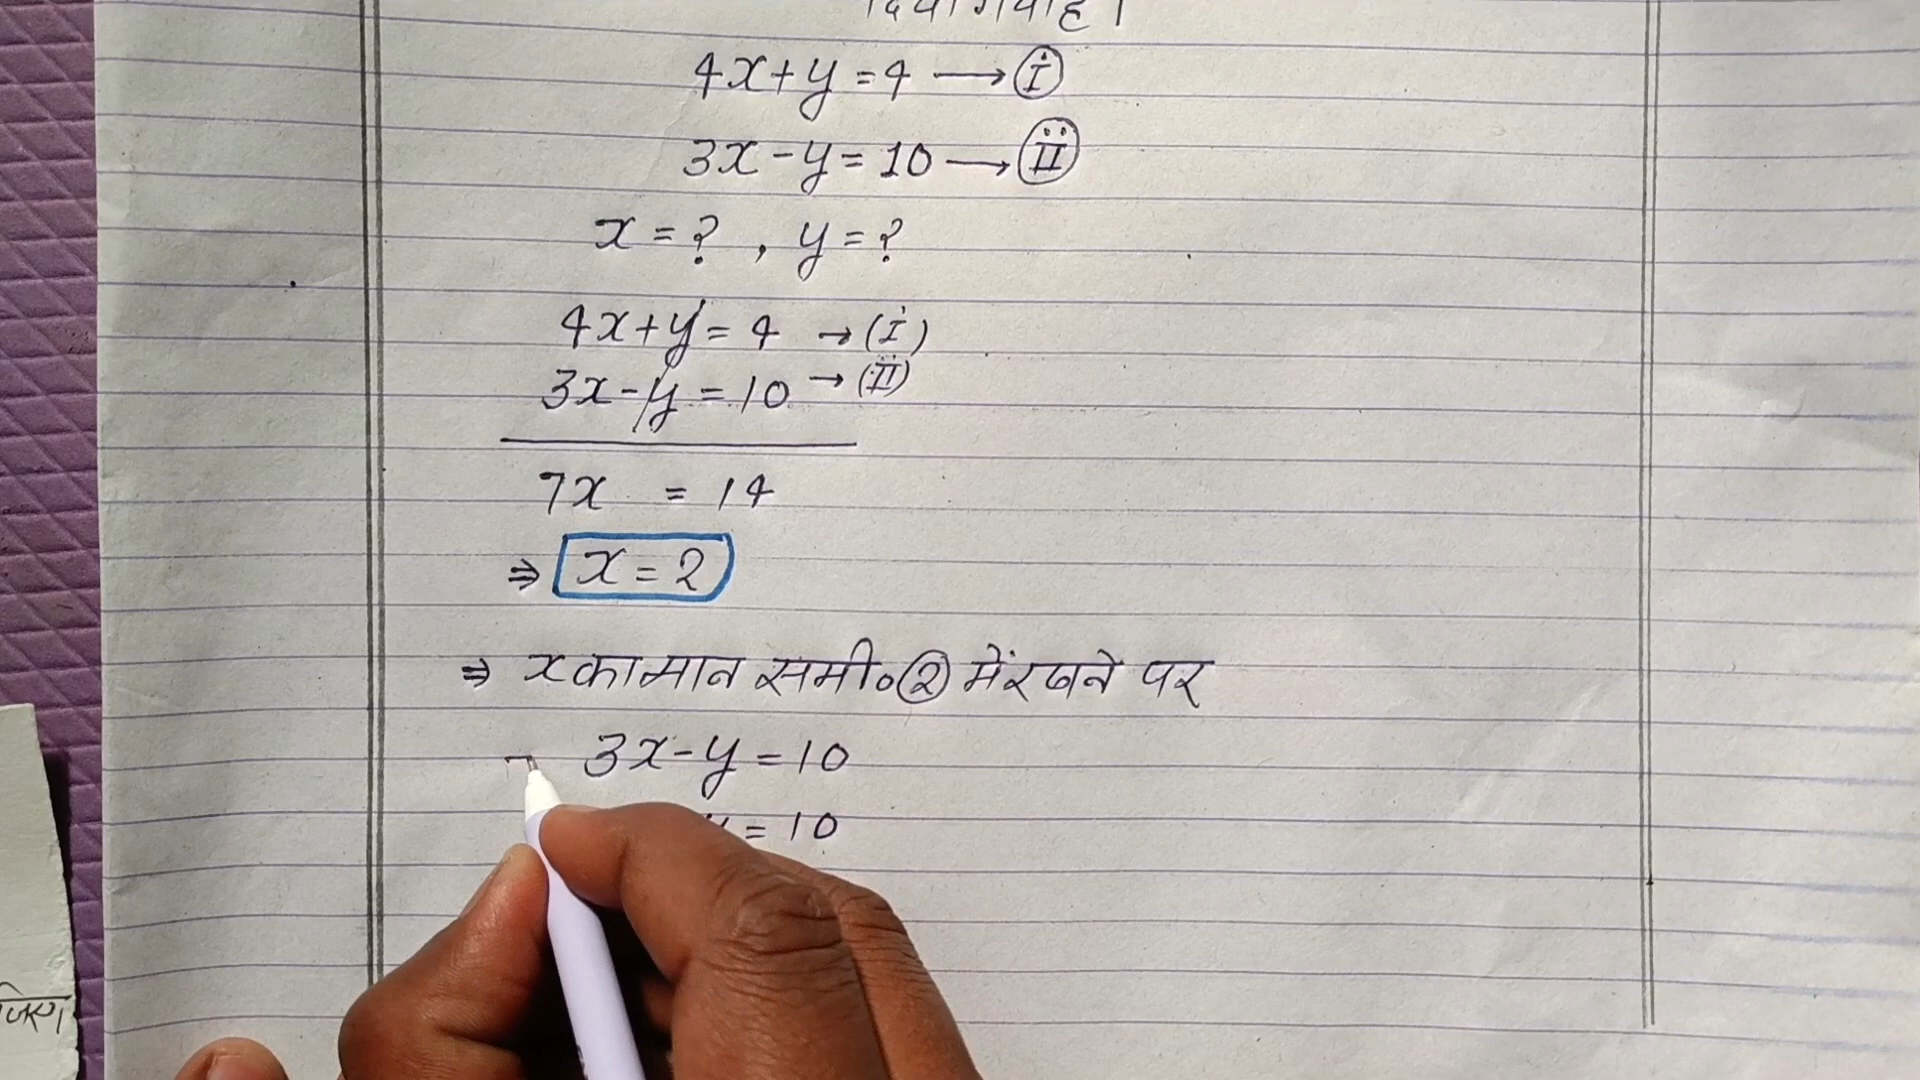 दिया गया है।
4x+y=4 ⟶ (I)
3x-y=10 ⟶ (II)
x=? , y=?
4x+y=4 → (I)
3x-y=10 → (II)
7x = 14
⇒ x=2
⇒ x का मान समी० ② में रखने पर
3x-y=10
y=10